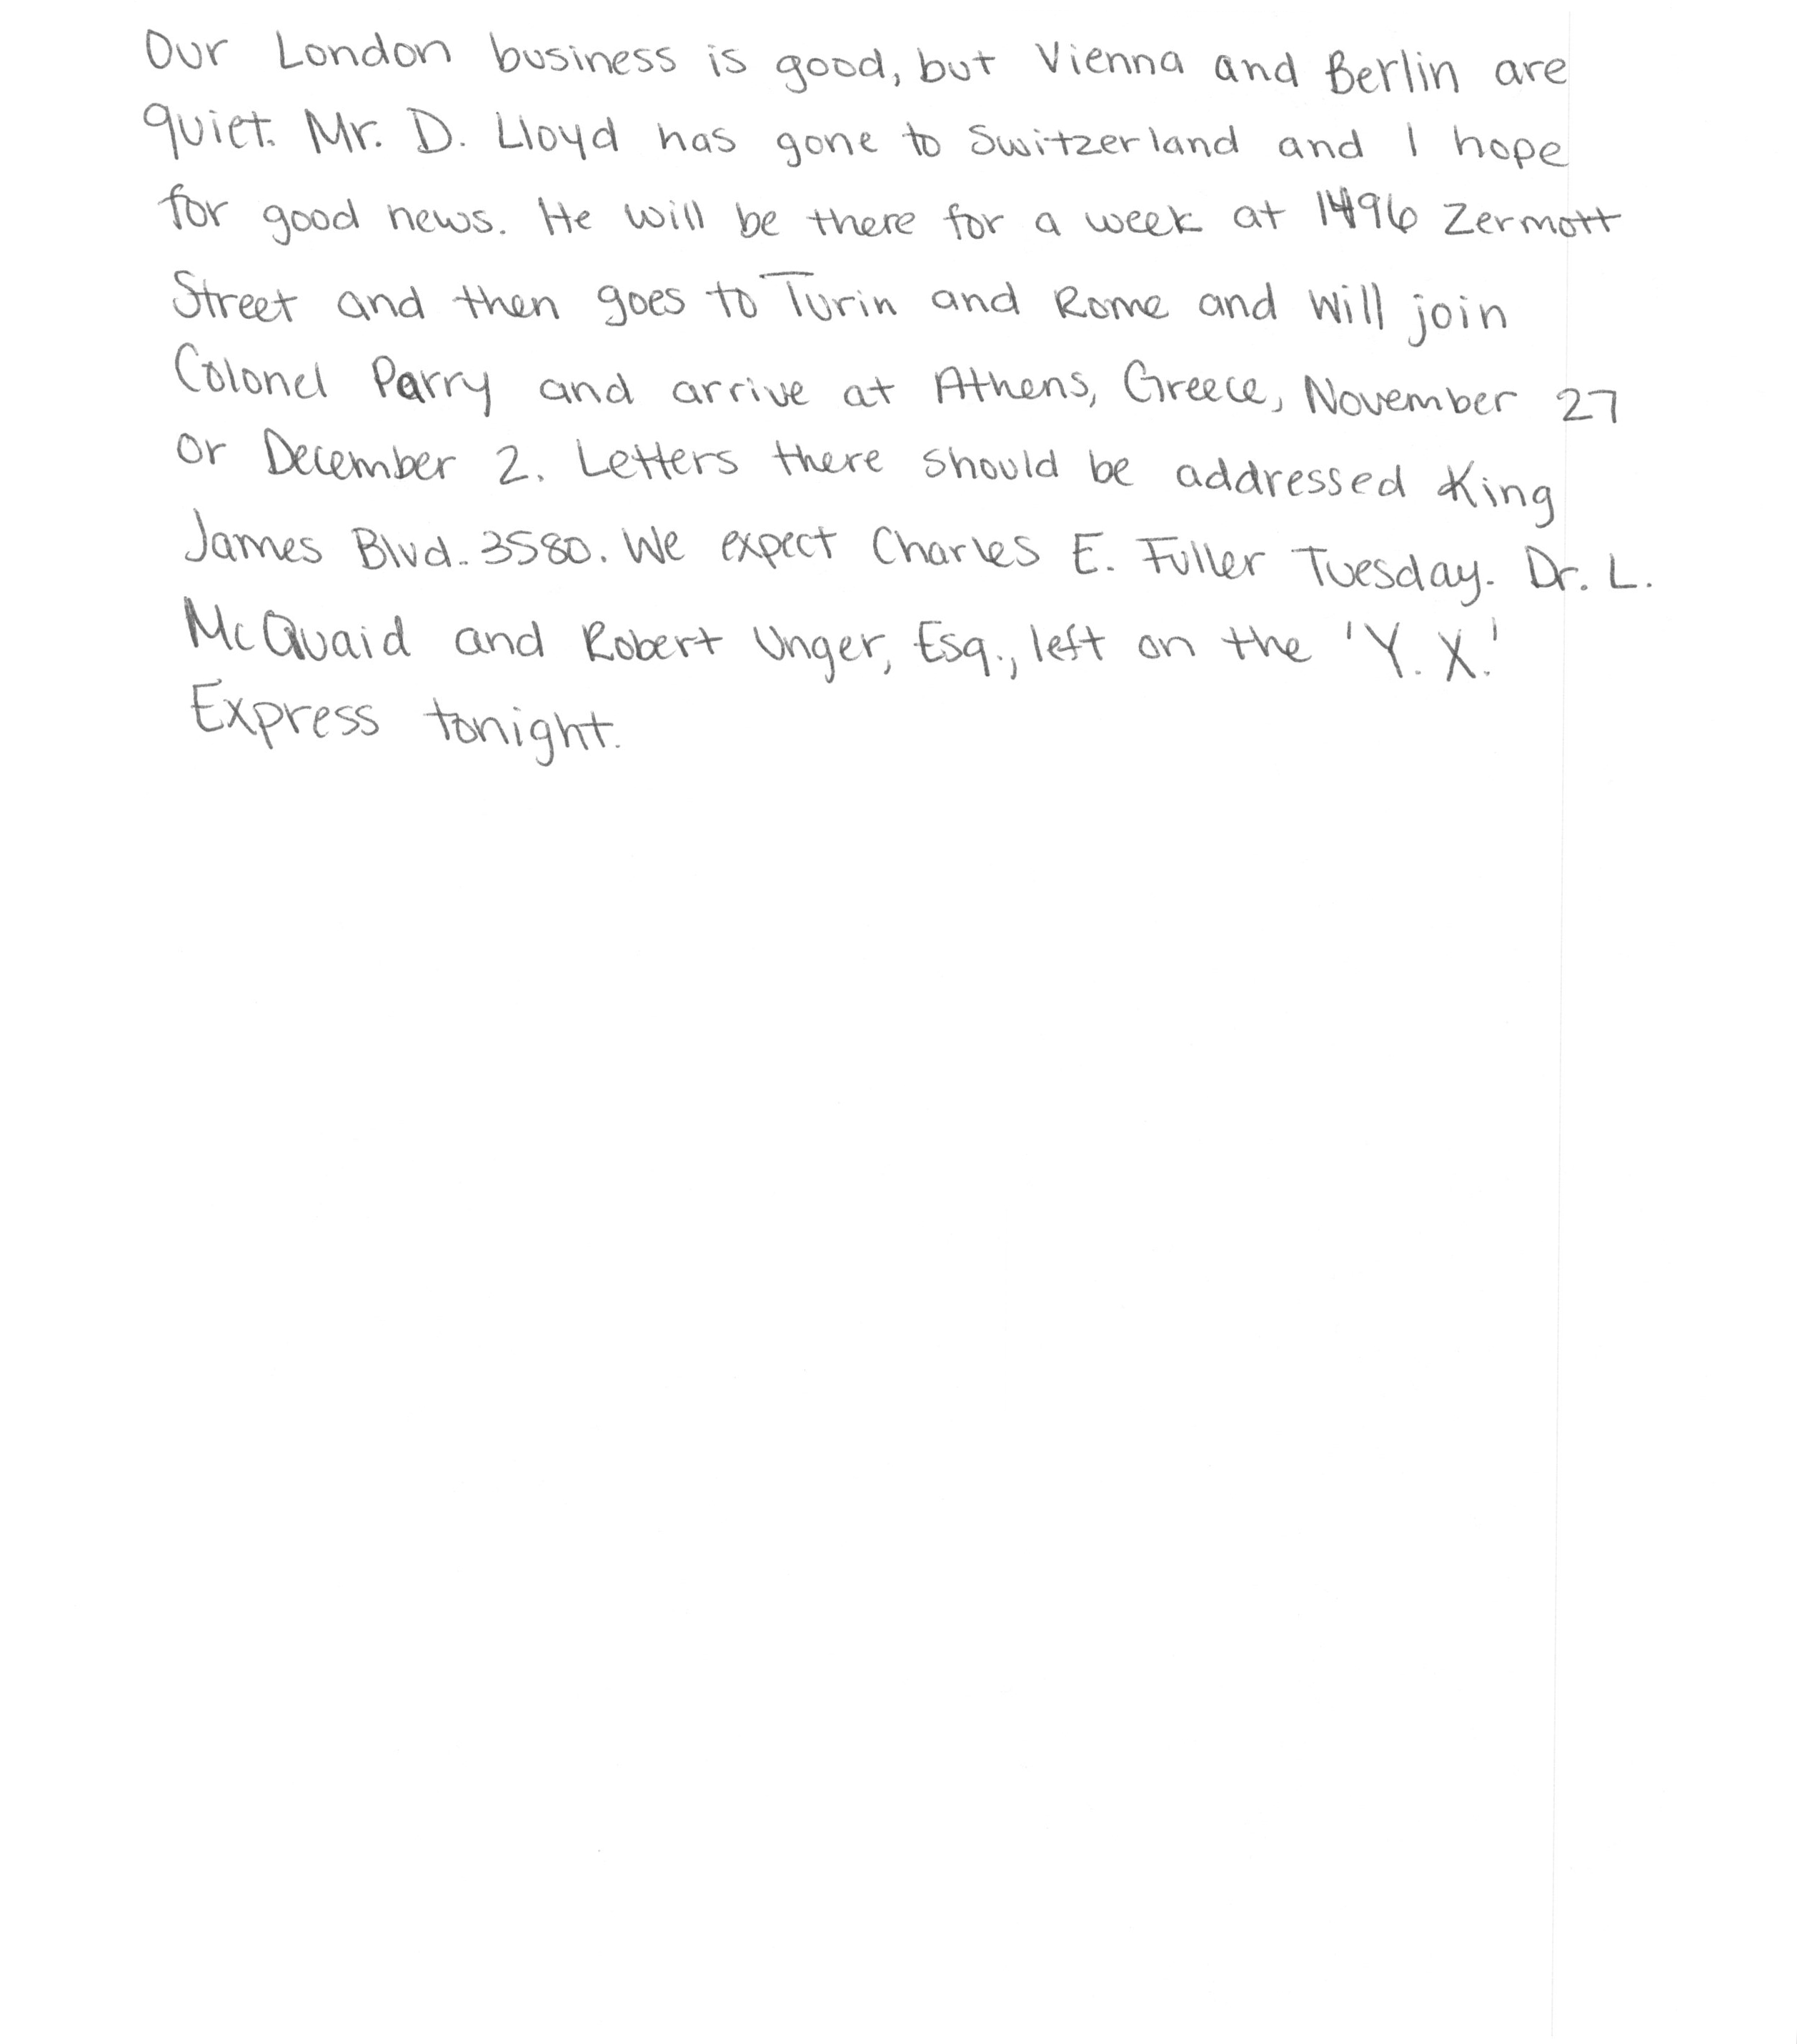 Our London business is good, but Vienna and Berlin are
quiet. Mr. D. Lloyd has gone to Switzerland and I hope
for good news. He will be there for a week at 1496 Zermott
Street and then goes to Turin and Rome and will join
Colonel Parry and arrive at Athens, Greece, November 27
or December 2. Letters there should be addressed King
James Blvd. 3580. We expect Charles E. Fuller Tuesday. Dr. L.
McQuaid and Robert Unger, Esq., left on the 'Y. X.'
Express tonight.